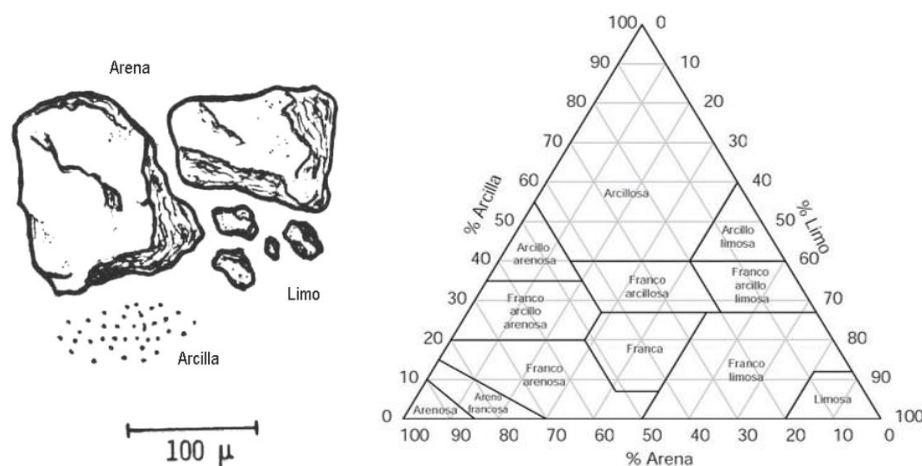 Arena
Limo
Arcilla
100 μ
100 0
90 10
80 20
70 30
60 40
50 50
40 60
30 70
20 80
10 90
0 100
% Arcilla
% Limo
Arcillosa
Arcillo
limosa
Arcillo
arenosa
Franco
arcillosa
Franco
arcillo
limosa
Franco
arcillo
arenosa
Franca
Franco
arenosa
Franco
limosa
Arenosa
Areno
francosa
Limosa
100 90 80 70 60 50 40 30 20 10 0
% Arena